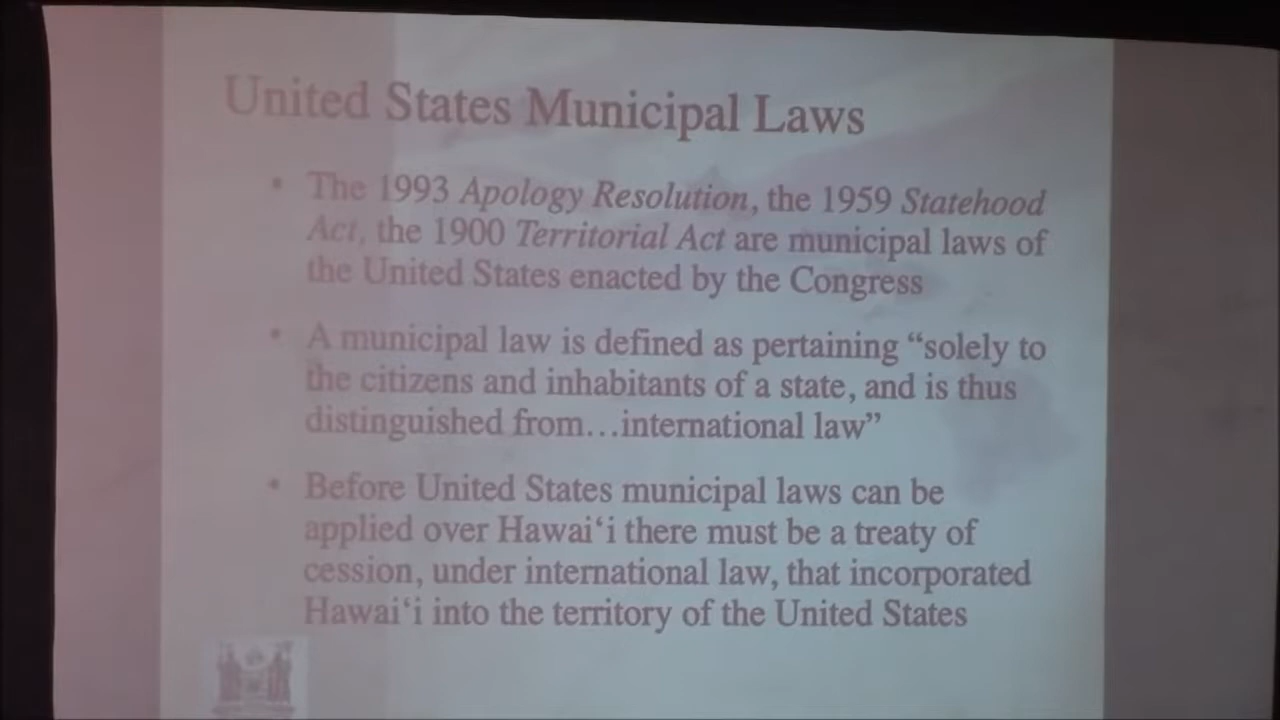 United States Municipal Laws
• The 1993 Apology Resolution, the 1959 Statehood
Act, the 1900 Territorial Act are municipal laws of
the United States enacted by the Congress
• A municipal law is defined as pertaining “solely to
the citizens and inhabitants of a state, and is thus
distinguished from…international law”
• Before United States municipal laws can be
applied over Hawai‘i there must be a treaty of
cession, under international law, that incorporated
Hawai‘i into the territory of the United States